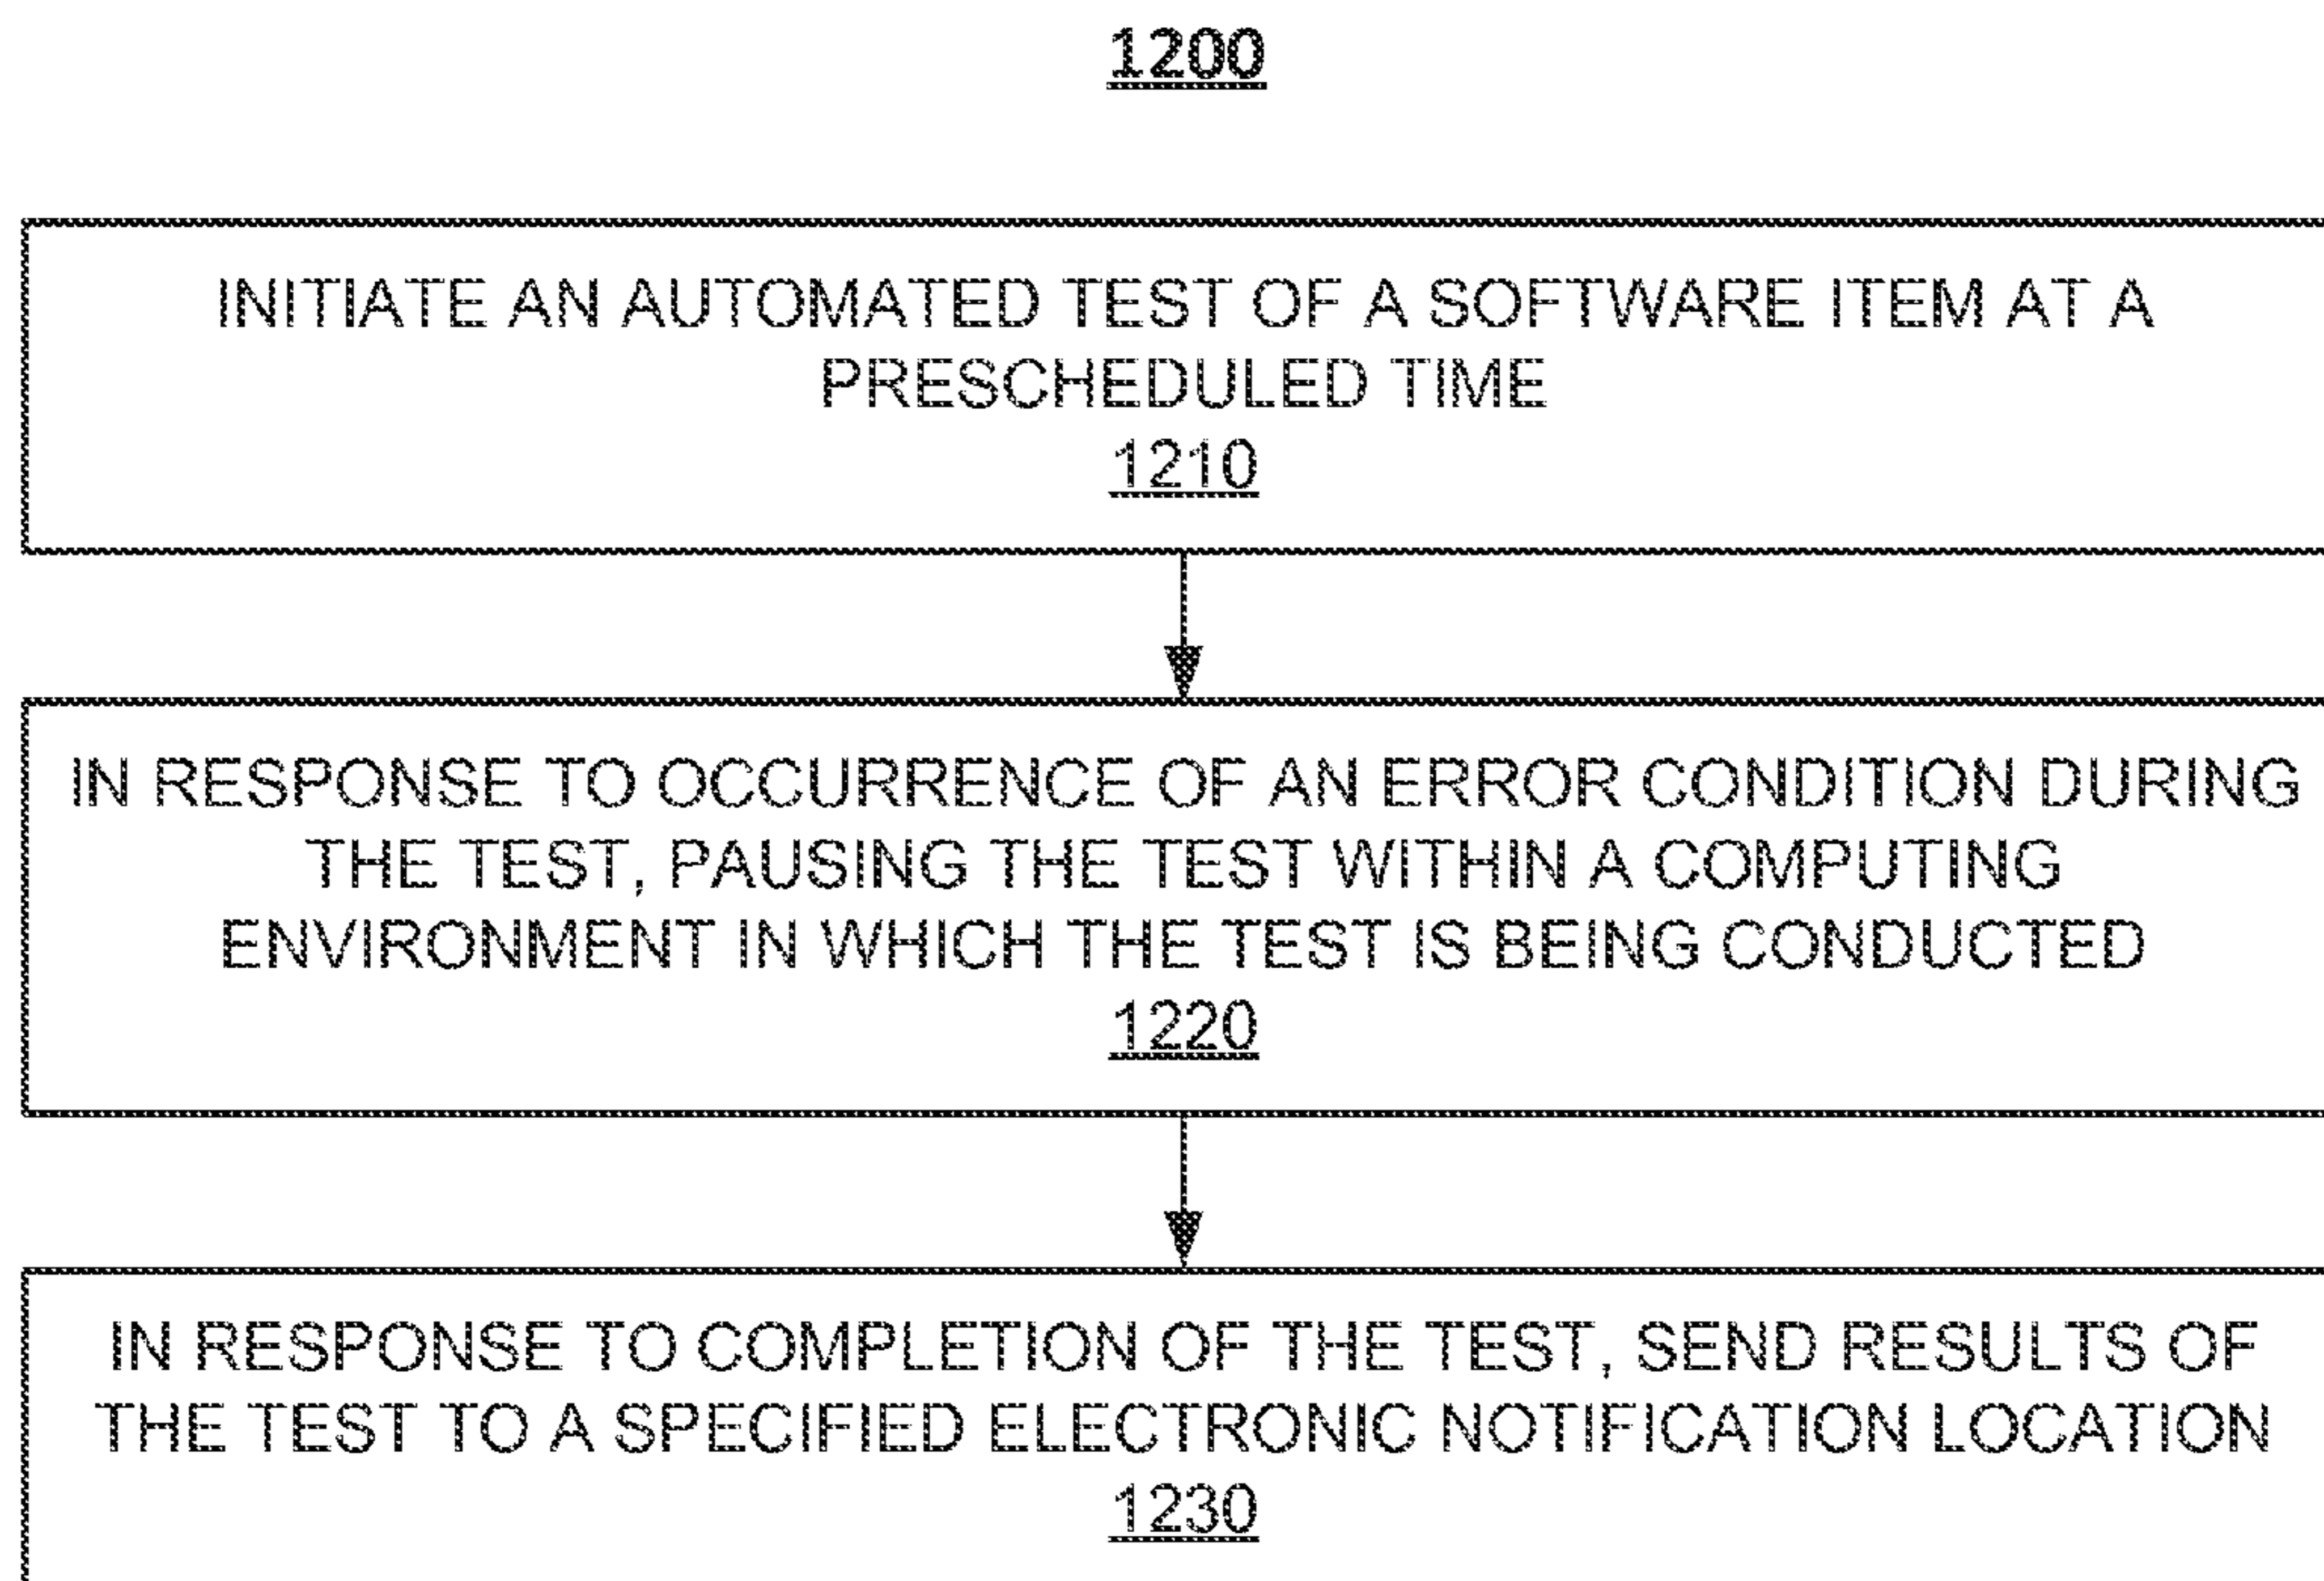 1200
INITIATE AN AUTOMATED TEST OF A SOFTWARE ITEM AT A
PRESCHEDULED TIME
1210
IN RESPONSE TO OCCURRENCE OF AN ERROR CONDITION DURING
THE TEST, PAUSING THE TEST WITHIN A COMPUTING
ENVIRONMENT IN WHICH THE TEST IS BEING CONDUCTED
1220
IN RESPONSE TO COMPLETION OF THE TEST, SEND RESULTS OF
THE TEST TO A SPECIFIED ELECTRONIC NOTIFICATION LOCATION
1230